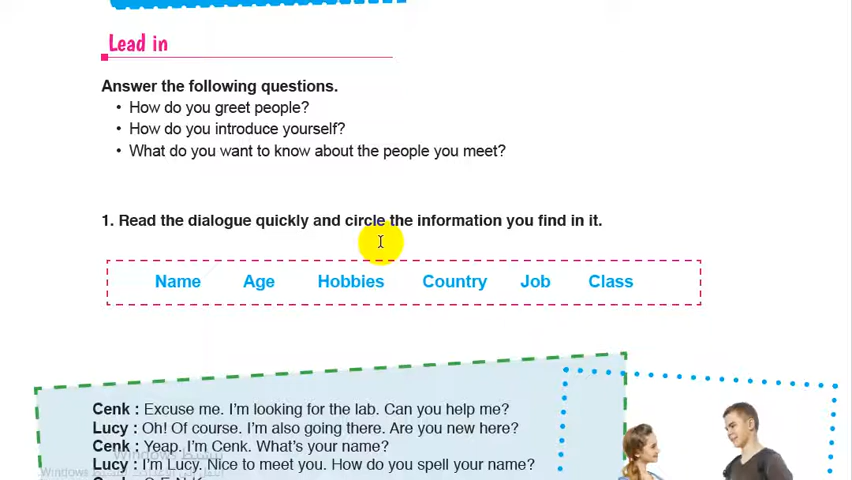 Lead in
Answer the following questions.
• How do you greet people?
• How do you introduce yourself?
• What do you want to know about the people you meet?
1. Read the dialogue quickly and circle the information you find in it.
Name Age Hobbies Country Job Class
Cenk : Excuse me. I'm looking for the lab. Can you help me?
Lucy : Oh! Of course. I'm also going there. Are you new here?
Cenk : Yeap. I'm Cenk. What's your name?
تنشيط Windows
Lucy : I'm Lucy. Nice to meet you. How do you spell your name?
Windows